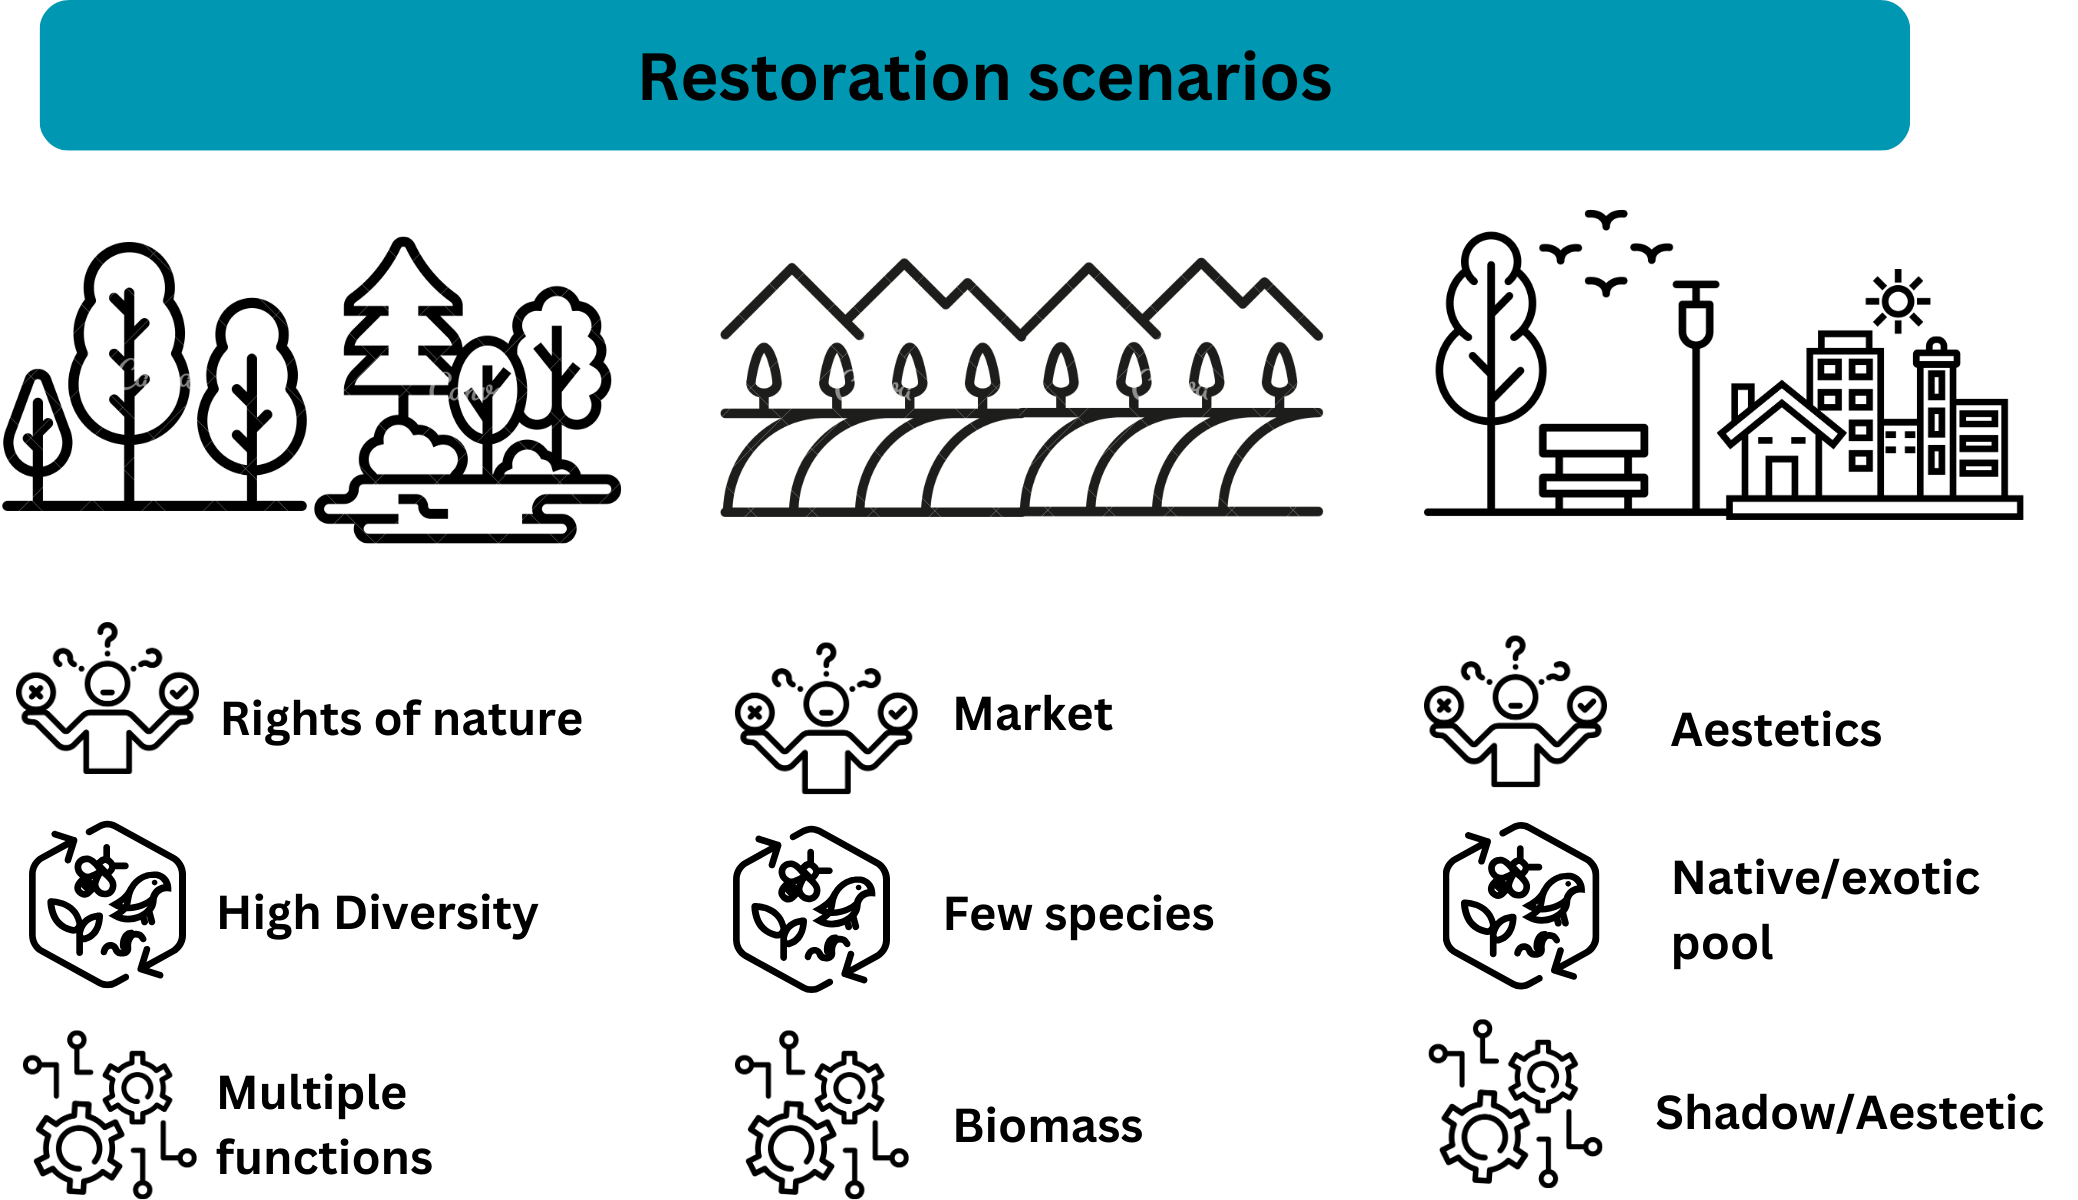 Restoration scenarios
Rights of nature
Market
Aestetics
High Diversity
Few species
Native/exotic
pool
Multiple
functions
Biomass
Shadow/Aestetic